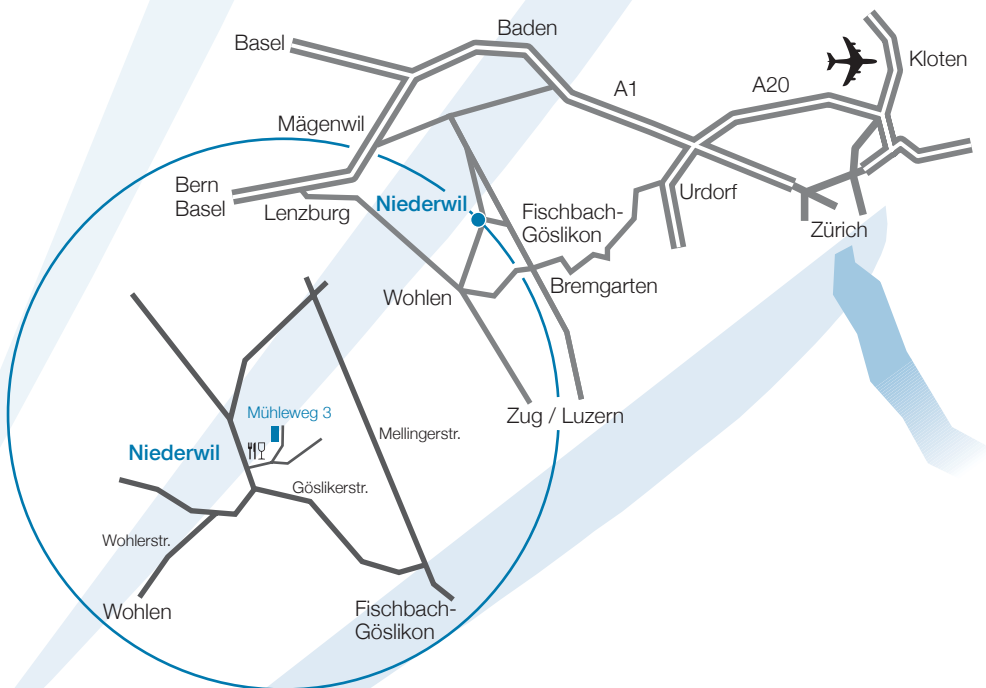 Baden
Basel
Kloten
A1
A20
Mägenwil
Bern
Basel
Lenzburg
Niederwil
Fischbach-
Göslikon
Urdorf
Zürich
Wohlen
Bremgarten
Zug / Luzern
Mühleweg 3
Mellingerstr.
Niederwil
Göslikerstr.
Wohlerstr.
Wohlen
Fischbach-
Göslikon